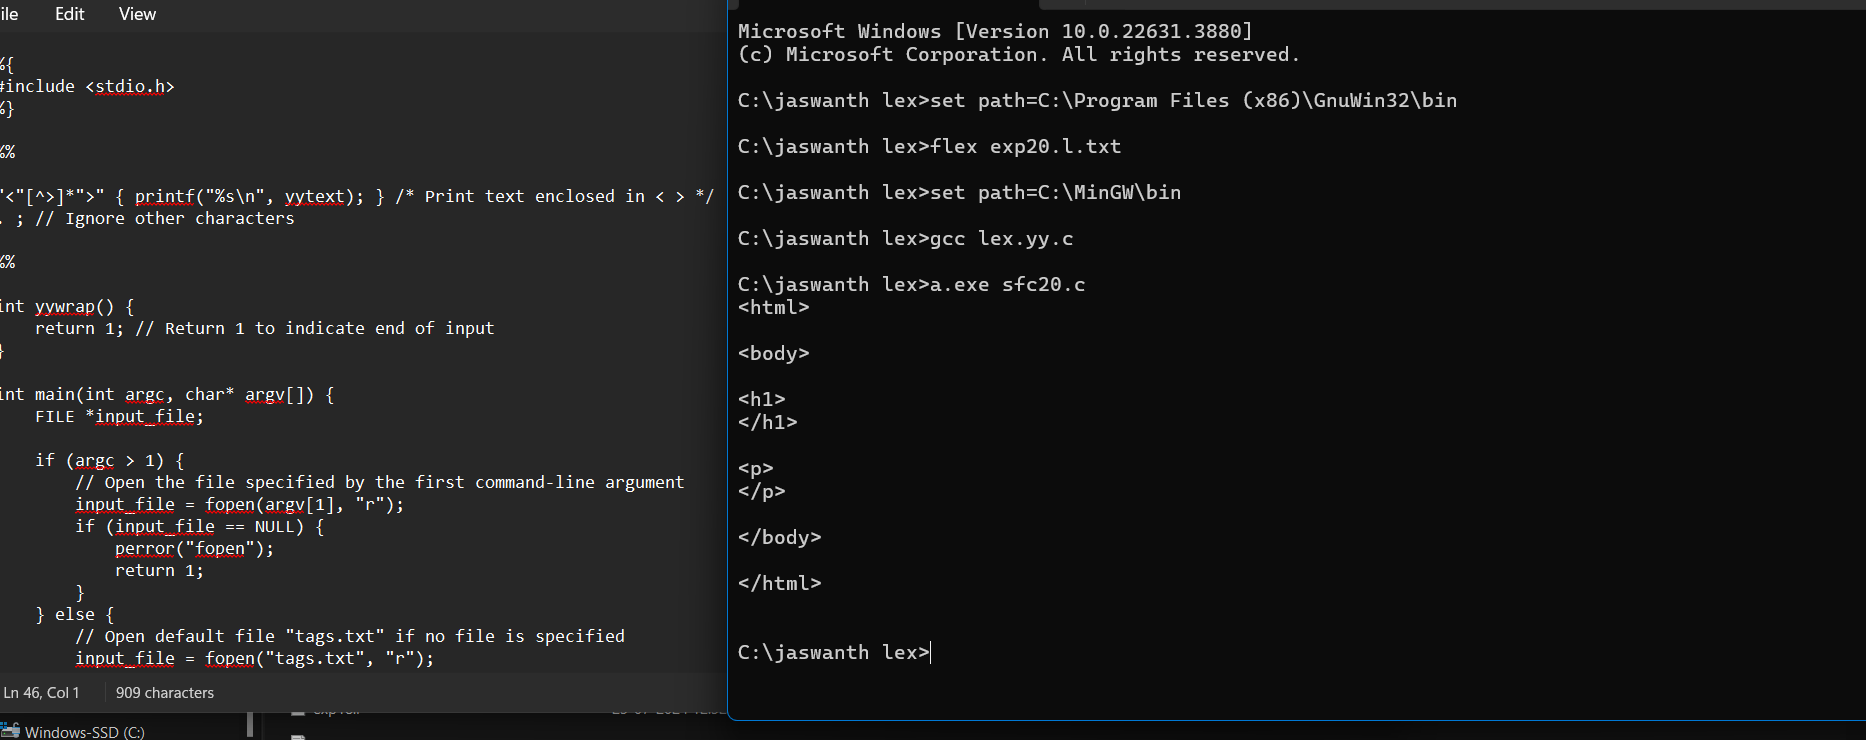 ile Edit View
%{
#include <stdio.h>
%}
%%
"<"[^>]*">" { printf("%s\n", yytext); } /* Print text enclosed in < > */
. ; // Ignore other characters
%%
int yywrap() {
return 1; // Return 1 to indicate end of input
}
int main(int argc, char* argv[]) {
FILE *input_file;
if (argc > 1) {
// Open the file specified by the first command-line argument
input_file = fopen(argv[1], "r");
if (input_file == NULL) {
perror("fopen");
return 1;
}
} else {
// Open default file "tags.txt" if no file is specified
input_file = fopen("tags.txt", "r");
Ln 46, Col 1 909 characters
Windows-SSD (C:)
Microsoft Windows [Version 10.0.22631.3880]
(c) Microsoft Corporation. All rights reserved.
C:\jaswanth lex>set path=C:\Program Files (x86)\GnuWin32\bin
C:\jaswanth lex>flex exp20.l.txt
C:\jaswanth lex>set path=C:\MinGW\bin
C:\jaswanth lex>gcc lex.yy.c
C:\jaswanth lex>a.exe sfc20.c
<html>
<body>
<h1>
</h1>
<p>
</p>
</body>
</html>
C:\jaswanth lex>